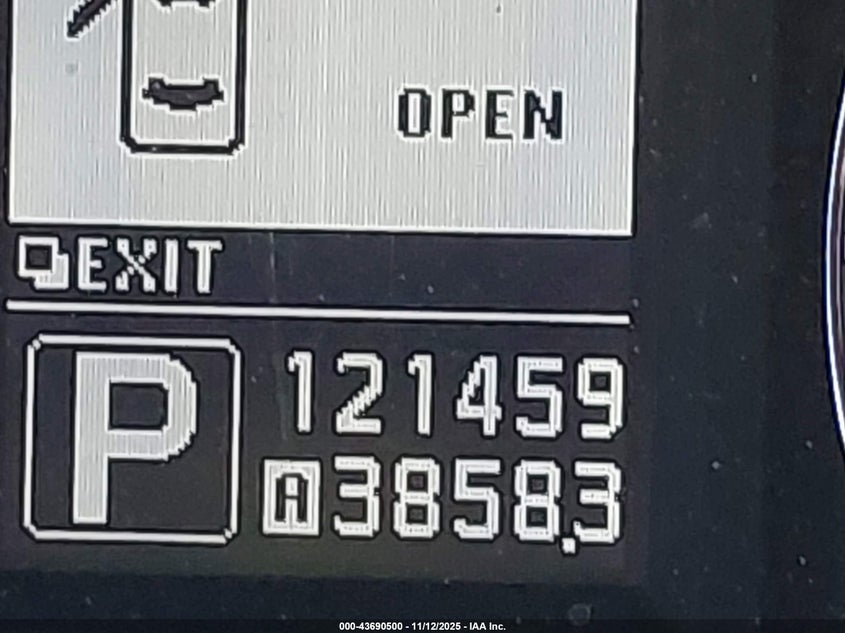 OPEN
EXIT
P
121459
A 3858.3
000-43690500 - 11/12/2025 - IAA Inc.